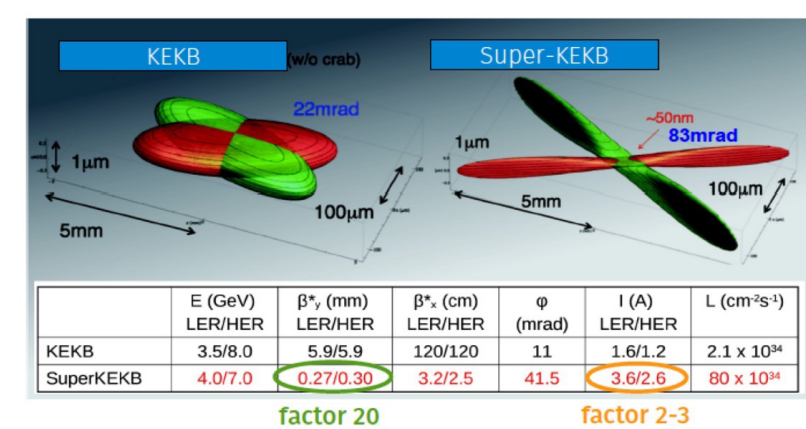 KEKB
(w/o crab)
22mrad
1μm
5mm
100μm
Super-KEKB
~50nm
83mrad
1μm
5mm
100μm
E (GeV) LER/HER	β*y (mm) LER/HER	β*x (cm) LER/HER	φ (mrad)	I (A) LER/HER	L (cm-2s-1)
KEKB	3.5/8.0	5.9/5.9	120/120	11	1.6/1.2	2.1 x 10³⁴
SuperKEKB	4.0/7.0	0.27/0.30	3.2/2.5	41.5	3.6/2.6	80 x 10³⁴
factor 20
factor 2-3